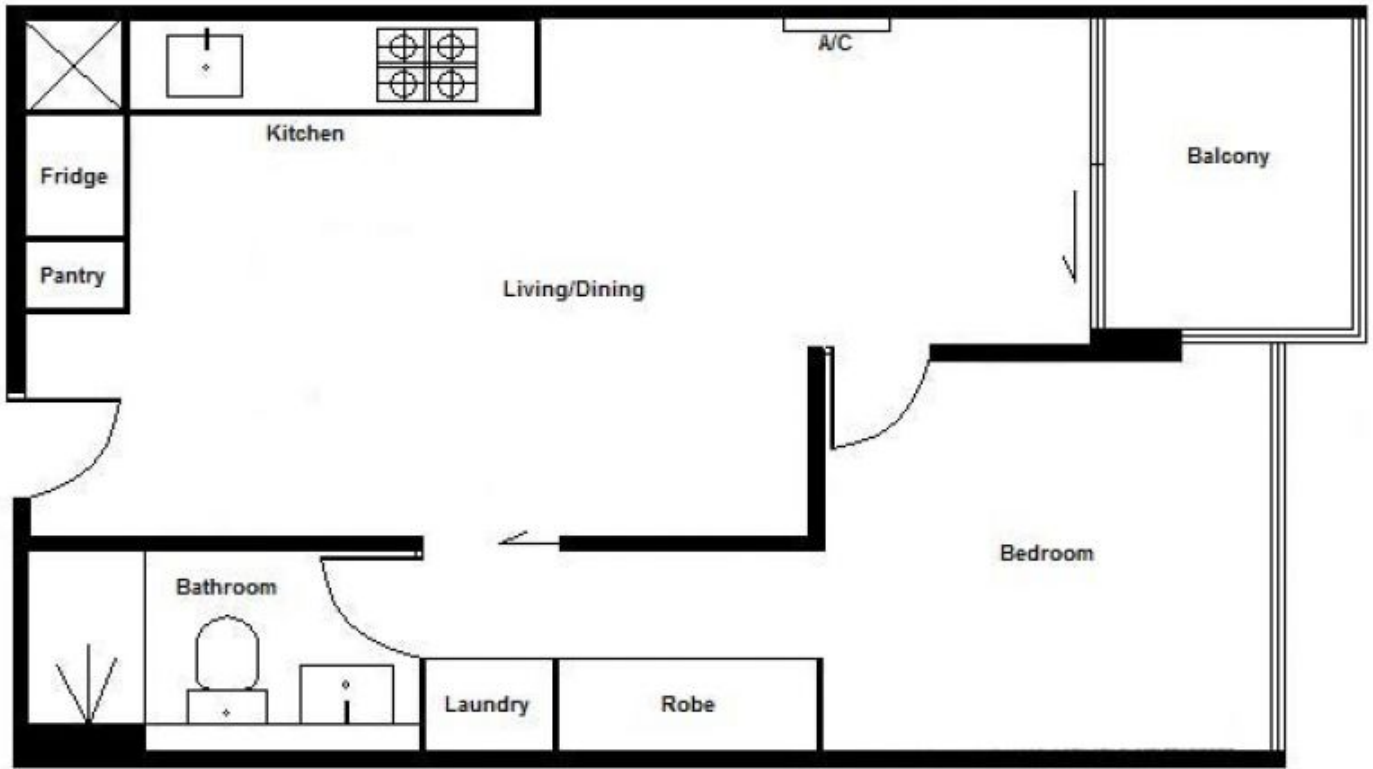 A/C
Kitchen
Balcony
Fridge
Pantry
Living/Dining
Bedroom
Bathroom
Laundry
Robe